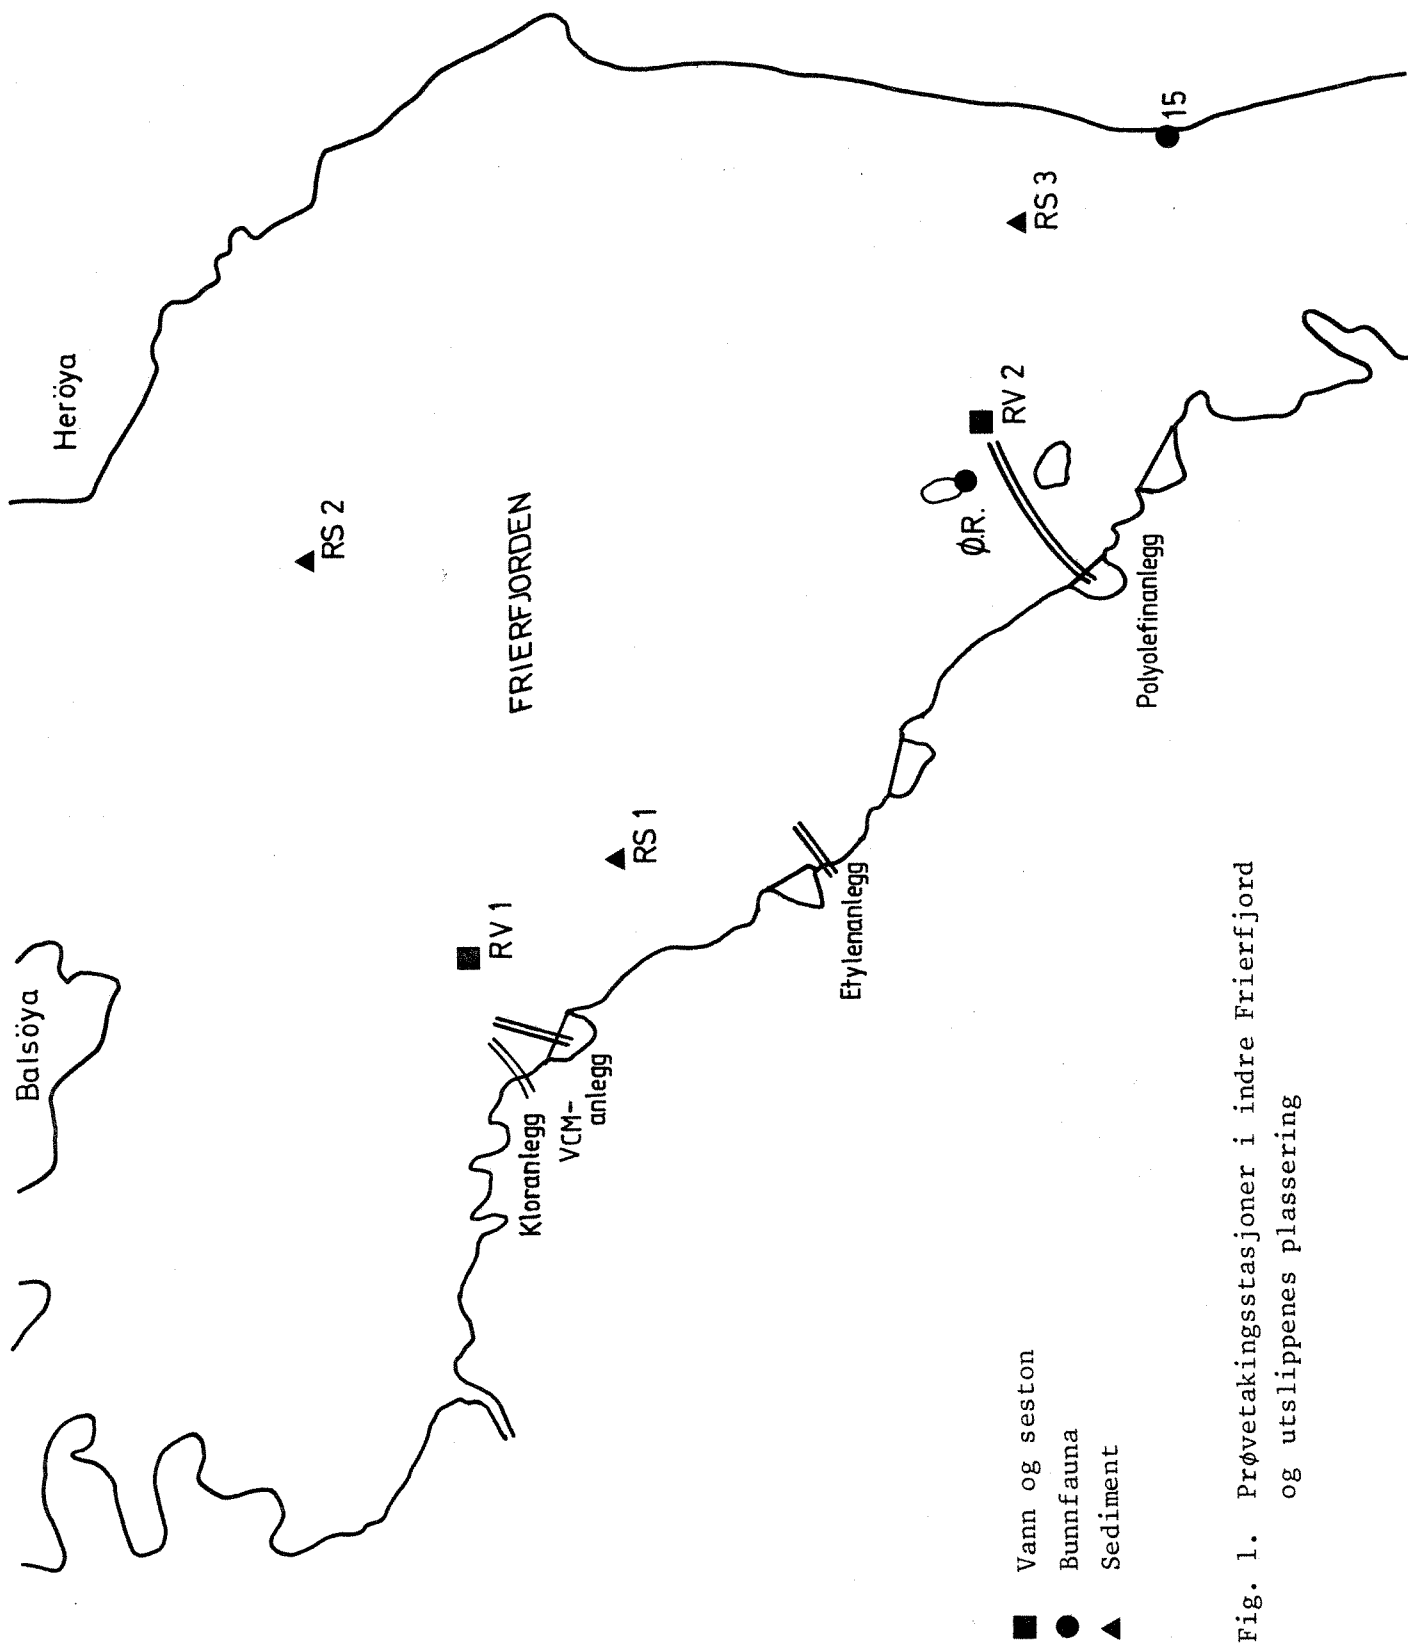 Balsöya
Heröya
RS 2
RV 1
FRIERFJORDEN
Kloranlegg
VCM-
anlegg
RS 1
Etylenanlegg
Ø.R.
RV 2
RS 3
Polyolefinanlegg
15
Vann og seston
Bunnfauna
Sediment
Fig. 1. Prøvetakingsstasjoner i indre Frierfjord
og utslippenes plassering